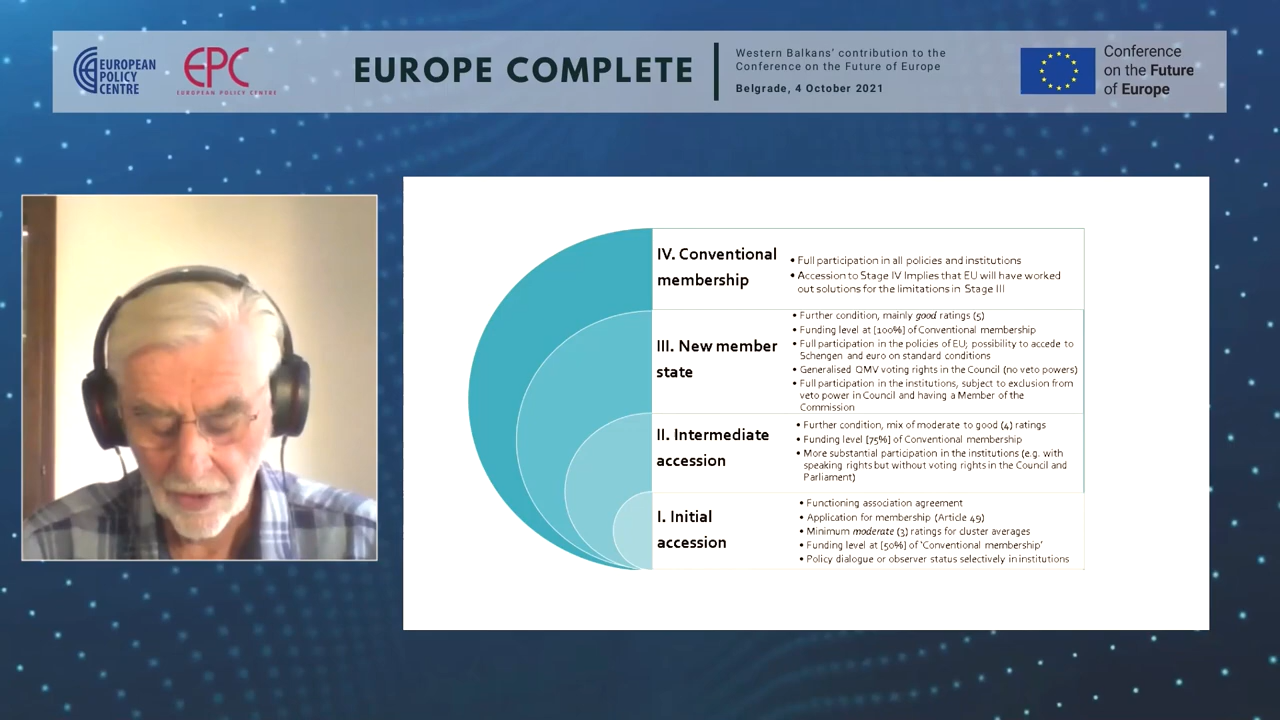 EUROPEAN
POLICY
CENTRE
EPC
EUROPEAN POLICY CENTRE
EUROPE COMPLETE
Western Balkans' contribution to the
Conference on the Future of Europe
Belgrade, 4 October 2021
Conference
on the Future
of Europe
IV. Conventional
membership
• Full participation in all policies and institutions
• Accession to Stage IV Implies that EU will have worked
out solutions for the limitations in Stage III
III. New member
state
• Further condition, mainly good ratings (5)
• Funding level at [100%] of Conventional membership
• Full participation in the policies of EU; possibility to accede to
Schengen and euro on standard conditions
• Generalised QMV voting rights in the Council (no veto powers)
• Full participation in the institutions, subject to exclusion from
veto power in Council and having a Member of the
Commission
II. Intermediate
accession
• Further condition, mix of moderate to good (4) ratings
• Funding level [75%] of Conventional membership
• More substantial participation in the institutions (e.g. with
speaking rights but without voting rights in the Council and
Parliament)
I. Initial
accession
• Functioning association agreement
• Application for membership (Article 49)
• Minimum moderate (3) ratings for cluster averages
• Funding level at [50%] of 'Conventional membership'
• Policy dialogue or observer status selectively in institutions